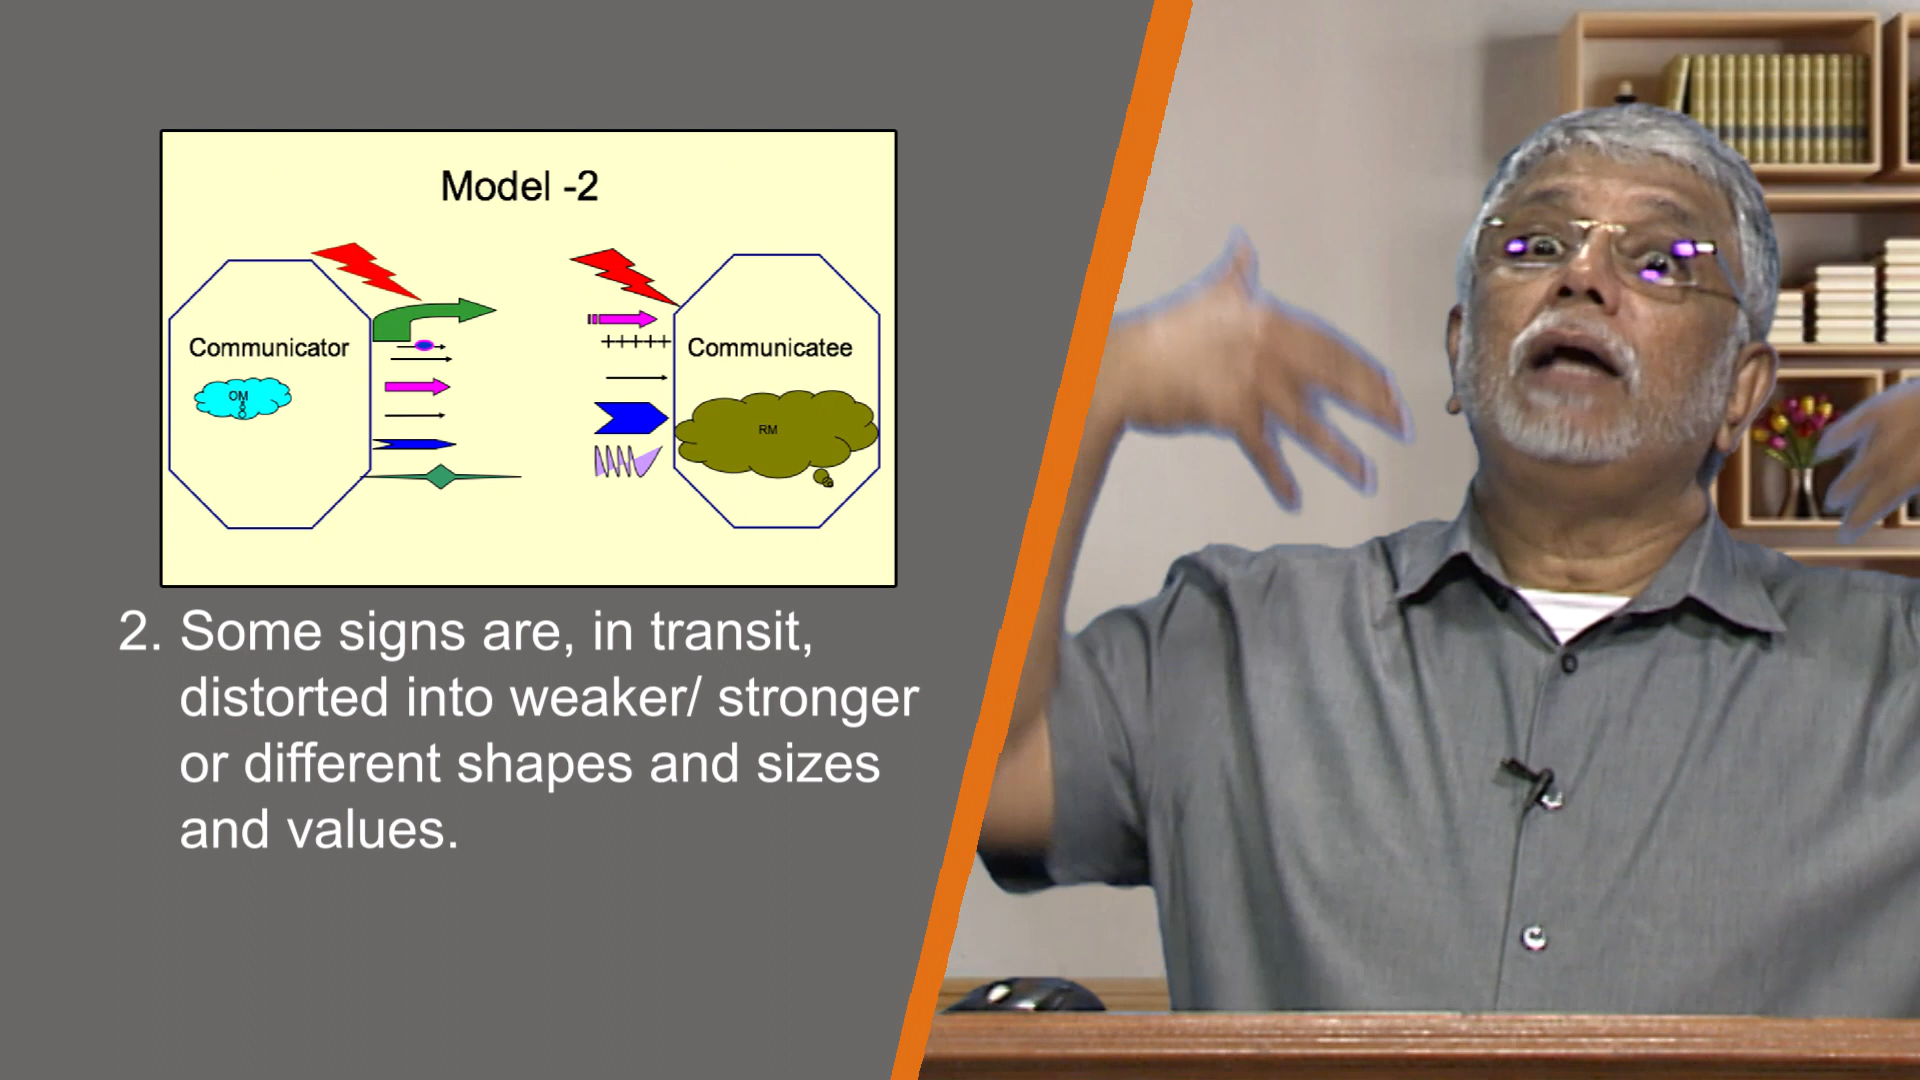 Model -2
Communicator
Communicatee
OM
RM
2. Some signs are, in transit,
distorted into weaker/ stronger
or different shapes and sizes
and values.